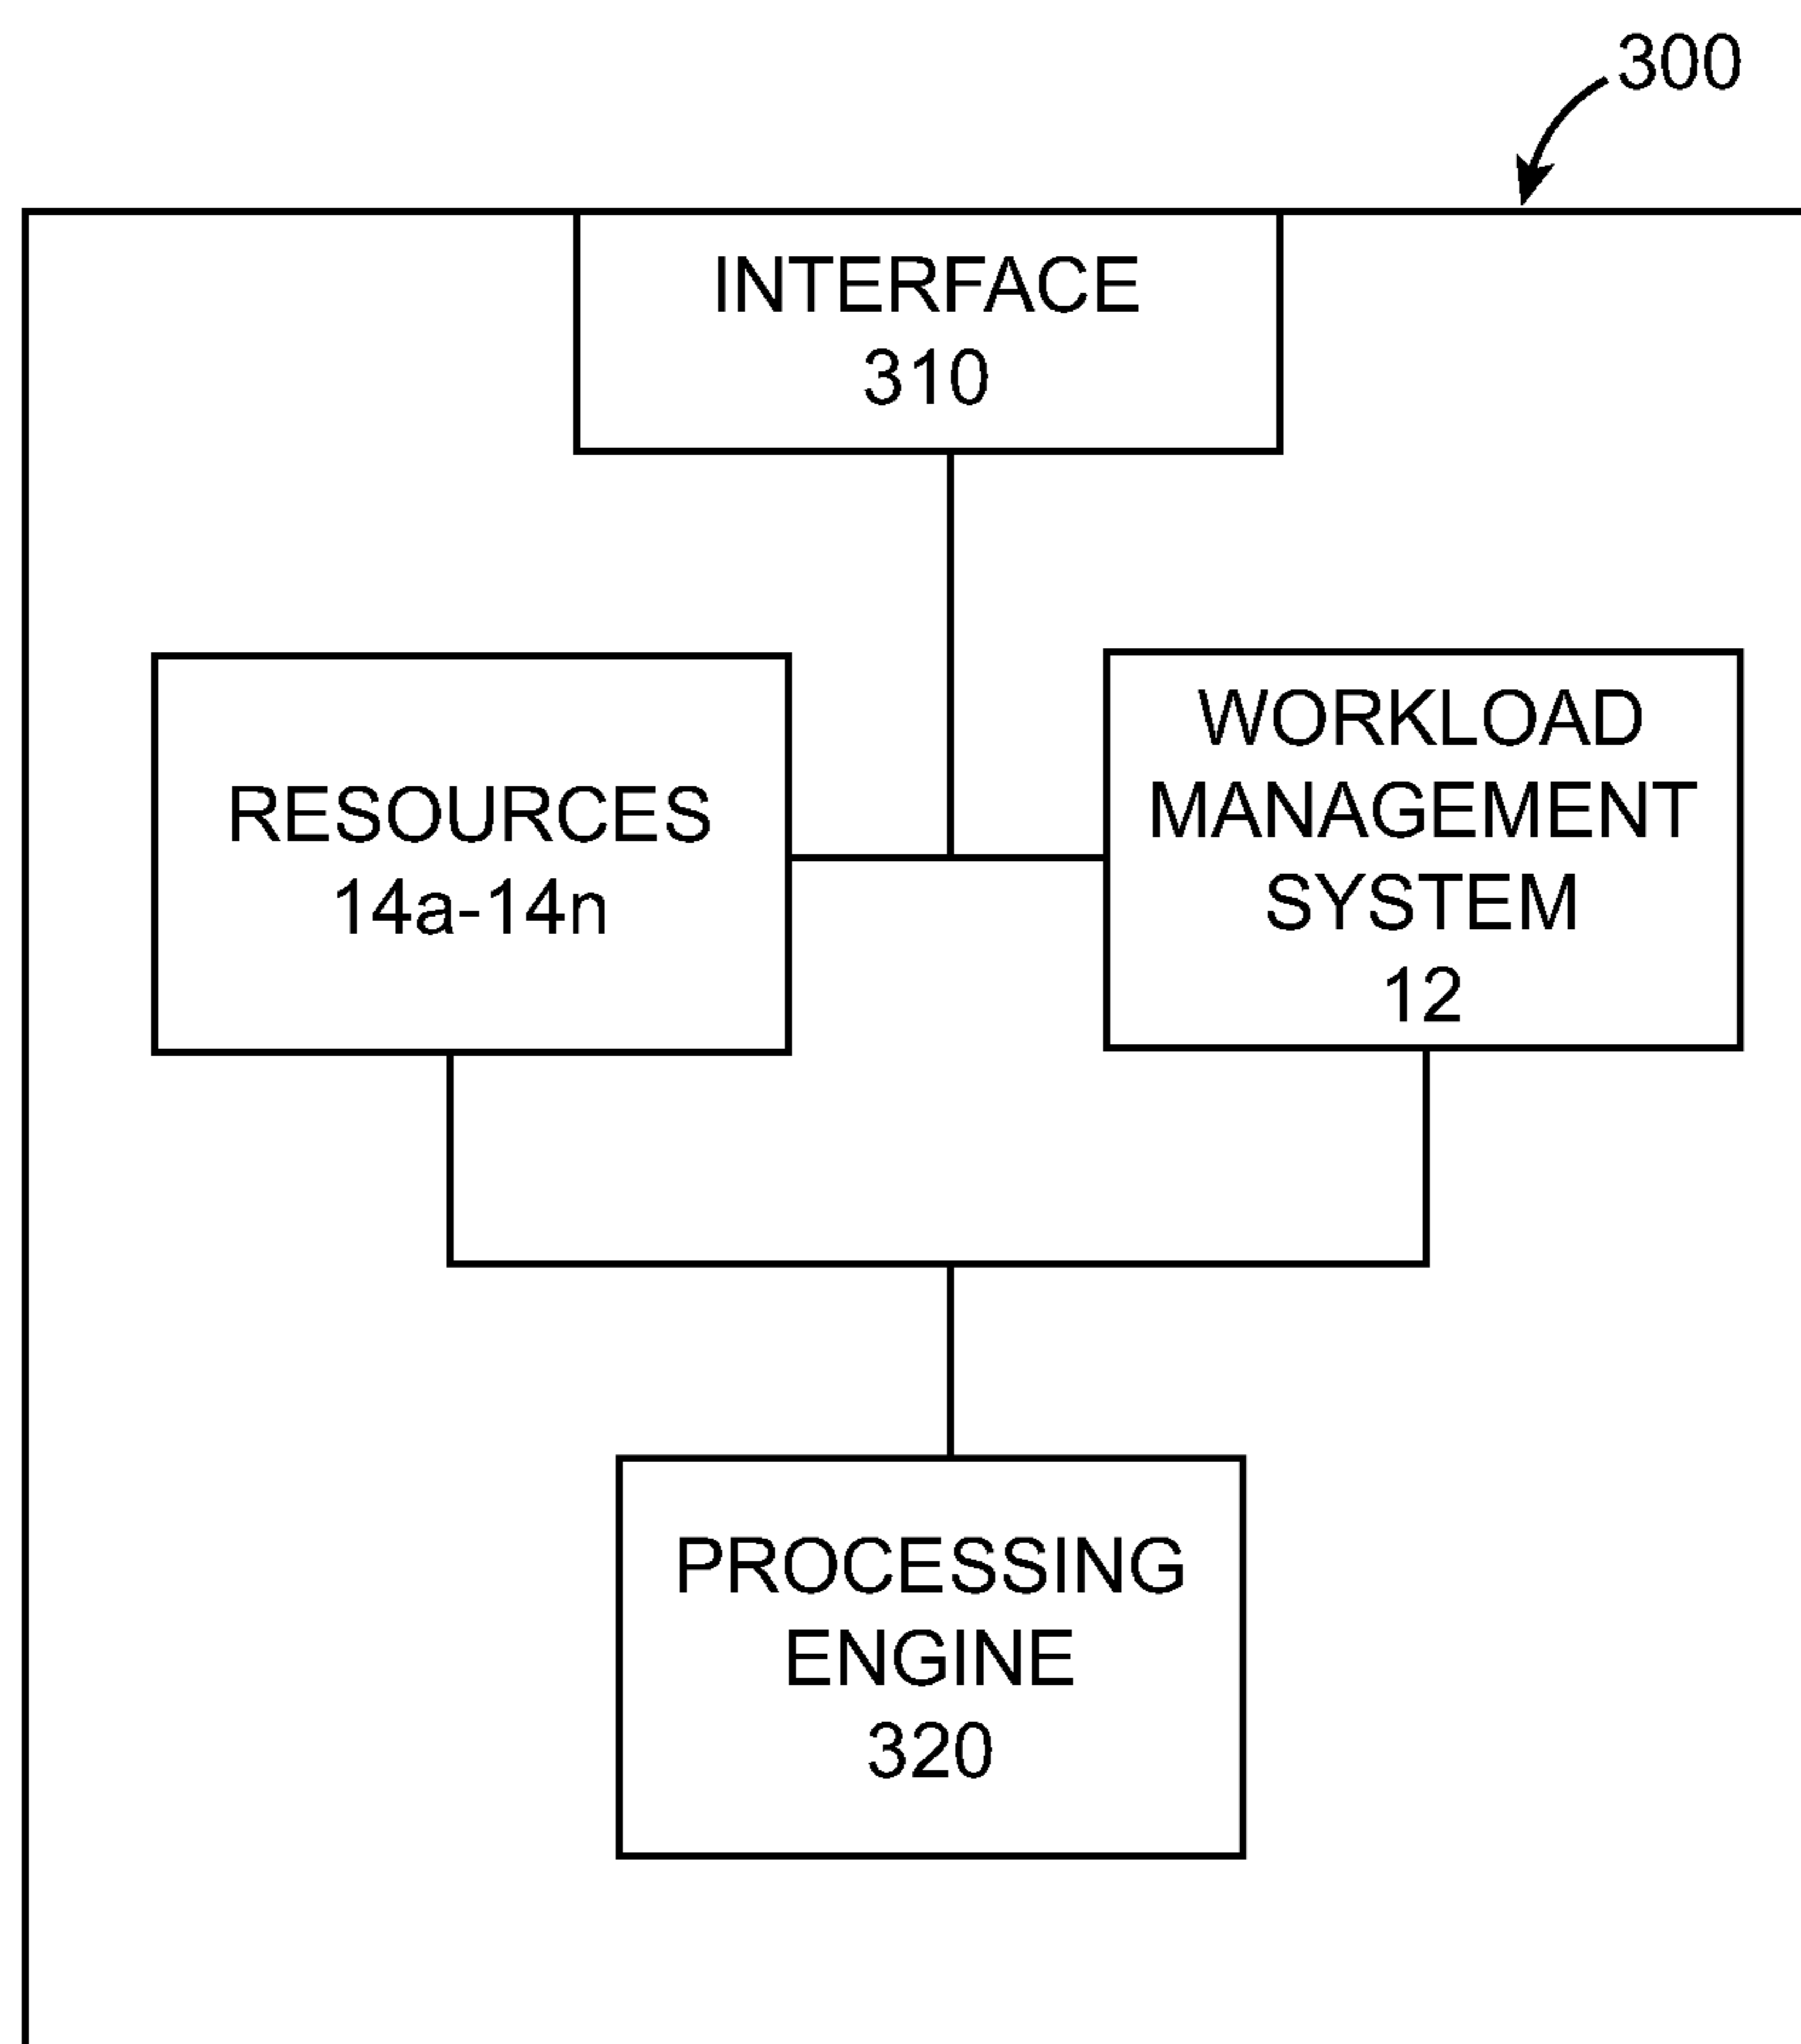 300
INTERFACE
310
RESOURCES
14a-14n
WORKLOAD
MANAGEMENT
SYSTEM
12
PROCESSING
ENGINE
320